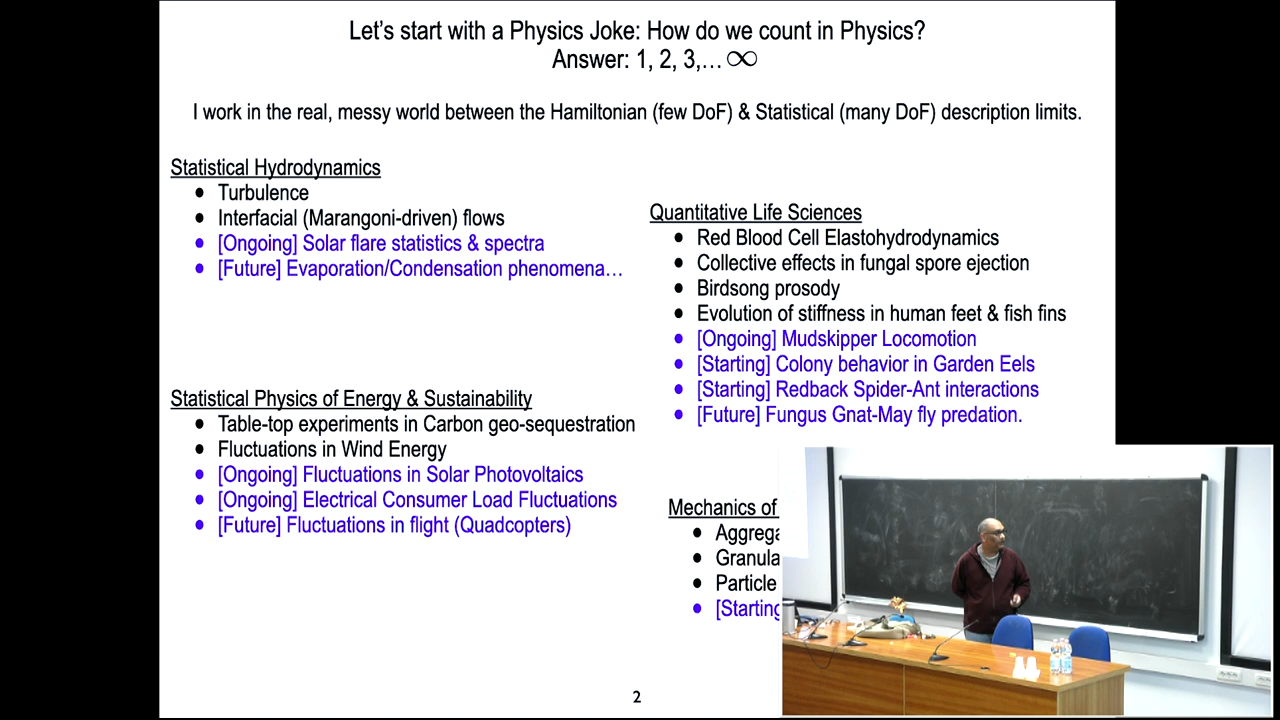 Let's start with a Physics Joke: How do we count in Physics?
Answer: 1, 2, 3,… ∞
I work in the real, messy world between the Hamiltonian (few DoF) & Statistical (many DoF) description limits.
Statistical Hydrodynamics
• Turbulence
• Interfacial (Marangoni-driven) flows
• [Ongoing] Solar flare statistics & spectra
• [Future] Evaporation/Condensation phenomena…
Statistical Physics of Energy & Sustainability
• Table-top experiments in Carbon geo-sequestration
• Fluctuations in Wind Energy
• [Ongoing] Fluctuations in Solar Photovoltaics
• [Ongoing] Electrical Consumer Load Fluctuations
• [Future] Fluctuations in flight (Quadcopters)
Quantitative Life Sciences
• Red Blood Cell Elastohydrodynamics
• Collective effects in fungal spore ejection
• Birdsong prosody
• Evolution of stiffness in human feet & fish fins
• [Ongoing] Mudskipper Locomotion
• [Starting] Colony behavior in Garden Eels
• [Starting] Redback Spider-Ant interactions
• [Future] Fungus Gnat-May fly predation.
Mechanics of
• Aggrega
• Granula
• Particle
• [Starting
2